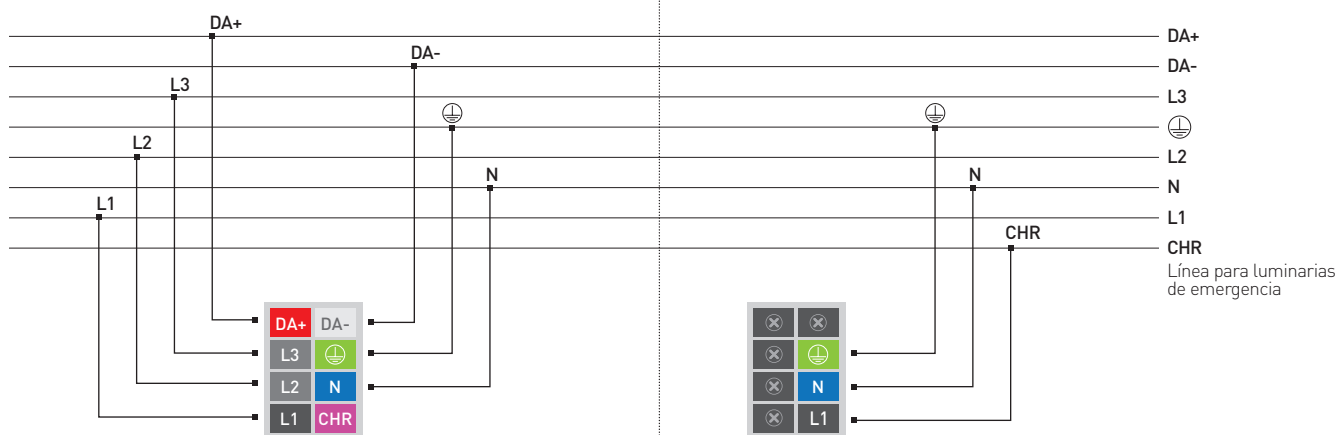 DA+
DA+
DA-
DA-
L3
L3
L2
L2
N
N
N
L1
L1
CHR
CHR
Línea para luminarias
de emergencia
DA+ DA-
L3
L2 N
N
L1 CHR
L1